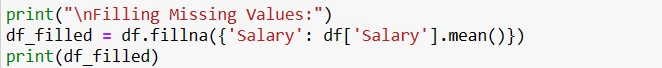 print("\nFilling Missing Values:")
df_filled = df.fillna({'Salary': df['Salary'].mean()})
print(df_filled)